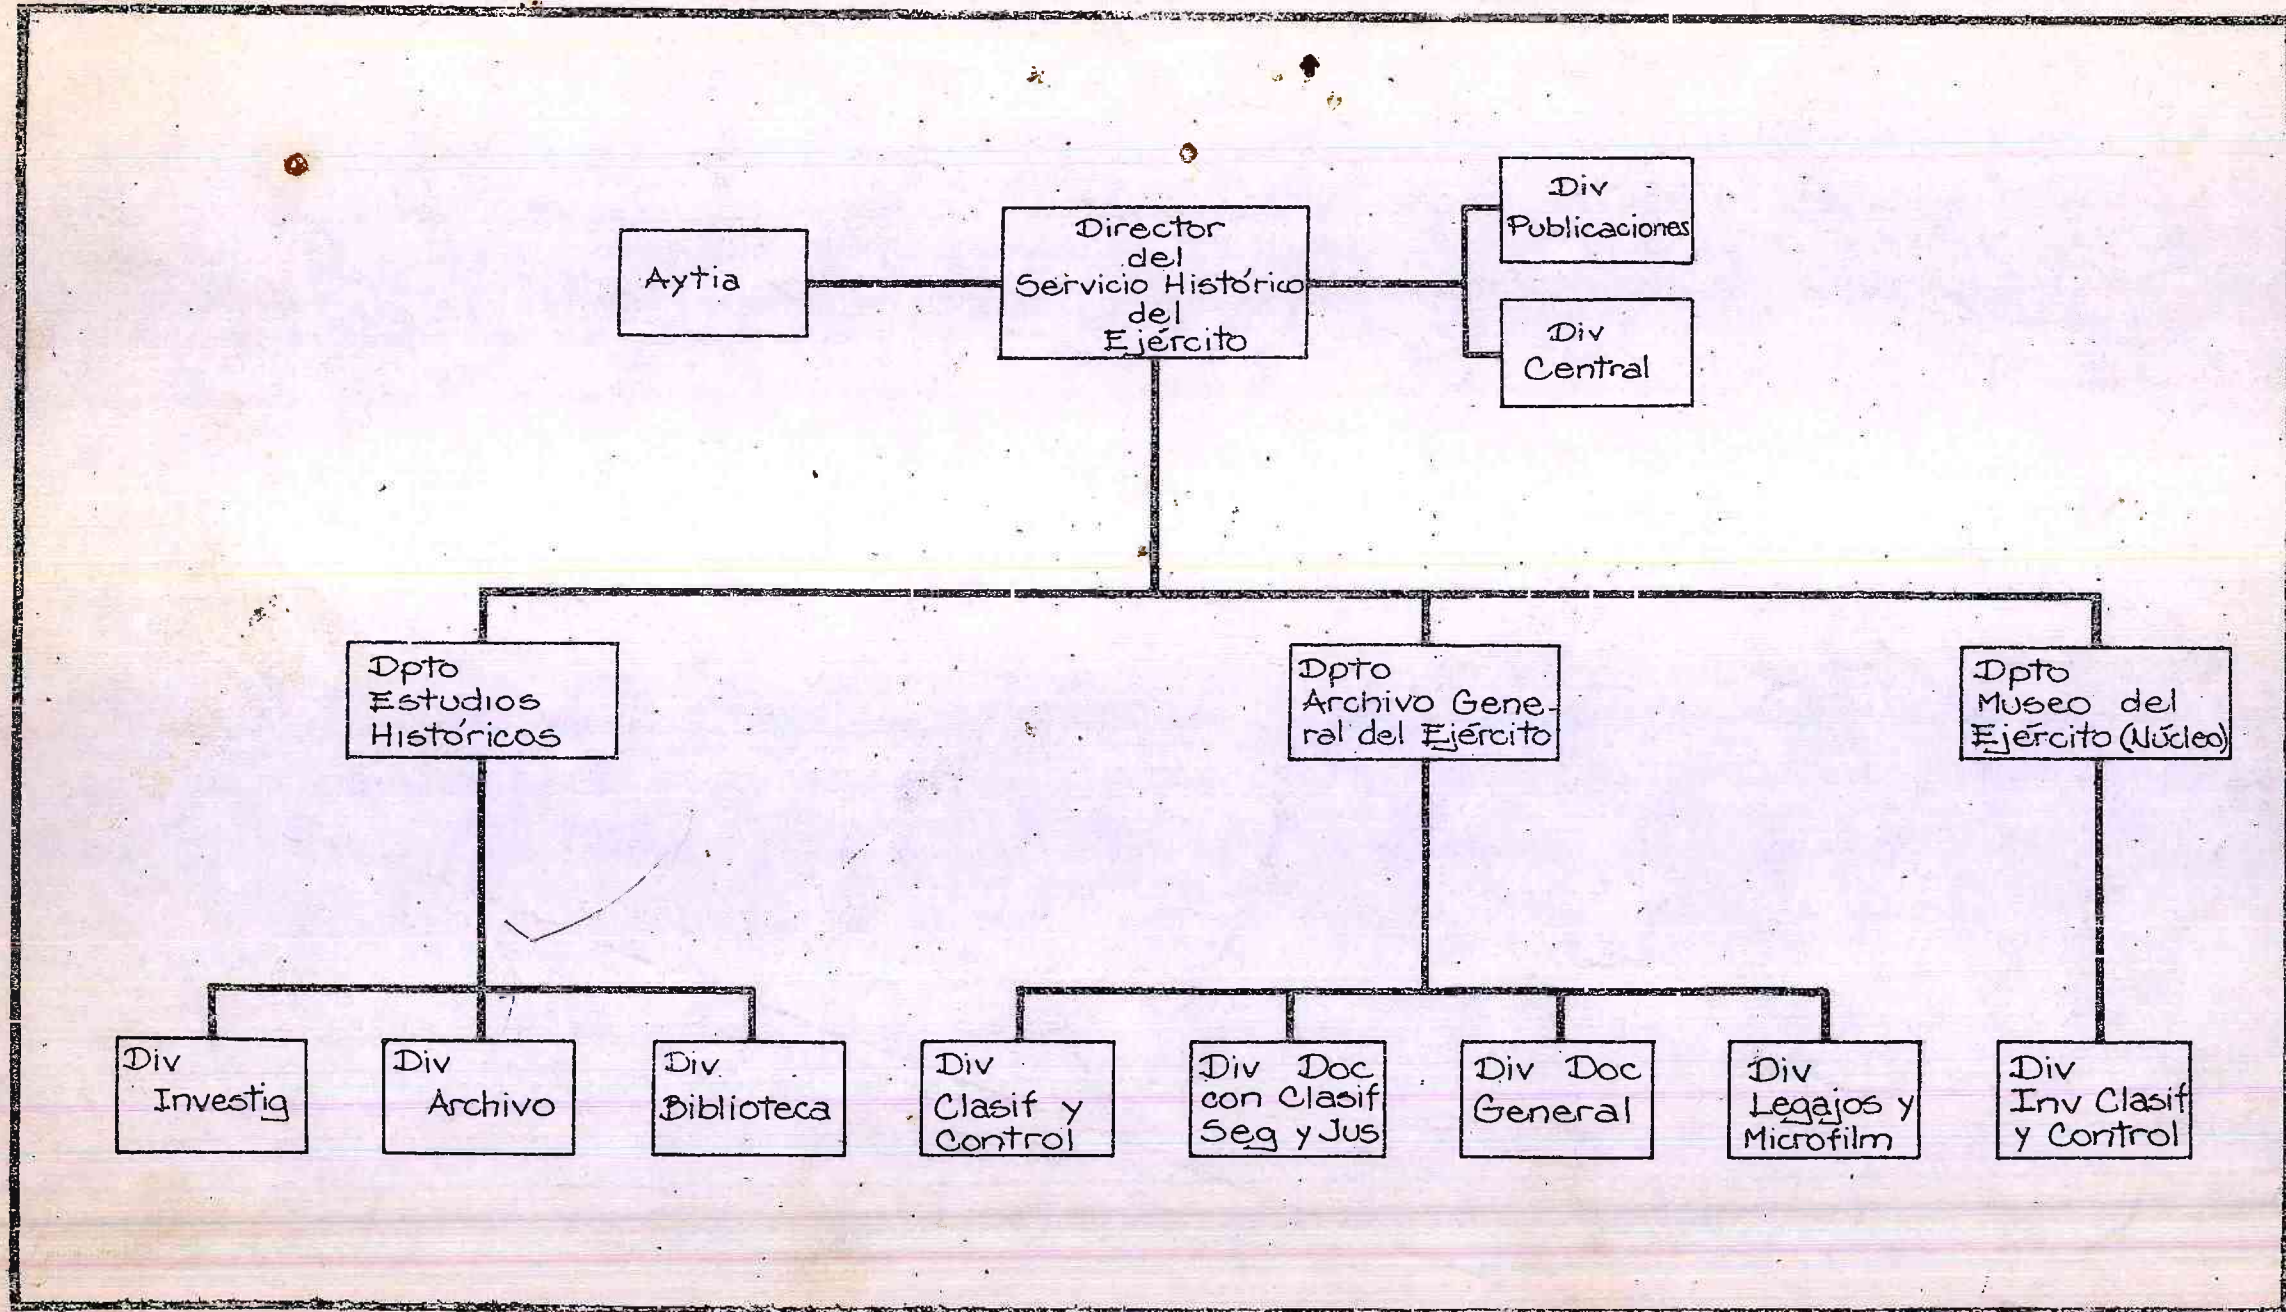 Aytia
Director
del
Servicio Histórico
del
Ejército
Div
Publicaciones
Div
Central
Dpto
Estudios
Históricos
Dpto
Archivo Gene-
ral del Ejército
Dpto
Museo del
Ejército (Núcleo)
Div
Investig
Div
Archivo
Div.
Biblioteca
Div
Clasif y
Control
Div Doc
con Clasif
Seg y Jus
Div Doc
General
Div
Legajos y
Microfilm
Div
Inv Clasif
y Control